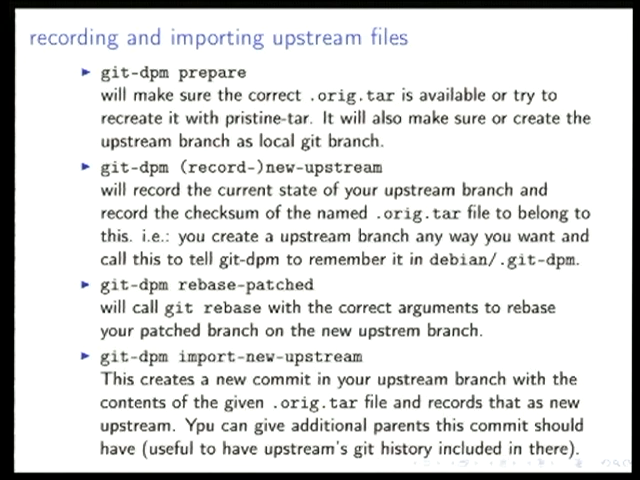 recording and importing upstream files
► git-dpm prepare
will make sure the correct .orig.tar is available or try to
recreate it with pristine-tar. It will also make sure or create the
upstream branch as local git branch.
► git-dpm (record-)new-upstream
will record the current state of your upstream branch and
record the checksum of the named .orig.tar file to belong to
this. i.e.: you create a upstream branch any way you want and
call this to tell git-dpm to remember it in debian/.git-dpm.
► git-dpm rebase-patched
will call git rebase with the correct arguments to rebase
your patched branch on the new upstrem branch.
► git-dpm import-new-upstream
This creates a new commit in your upstream branch with the
contents of the given .orig.tar file and records that as new
upstream. Ypu can give additional parents this commit should
have (useful to have upstream's git history included in there).